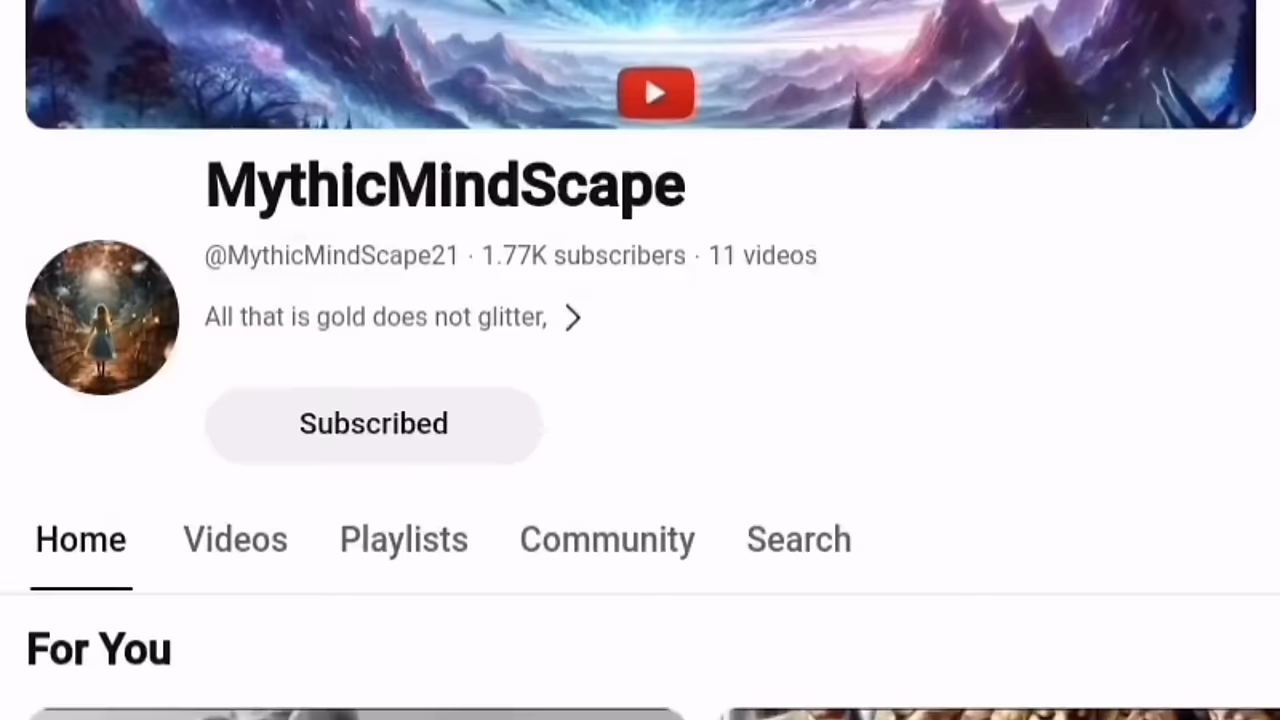 MythicMindScape
@MythicMindScape21 · 1.77K subscribers · 11 videos
All that is gold does not glitter,
Subscribed
Home Videos Playlists Community Search
For You